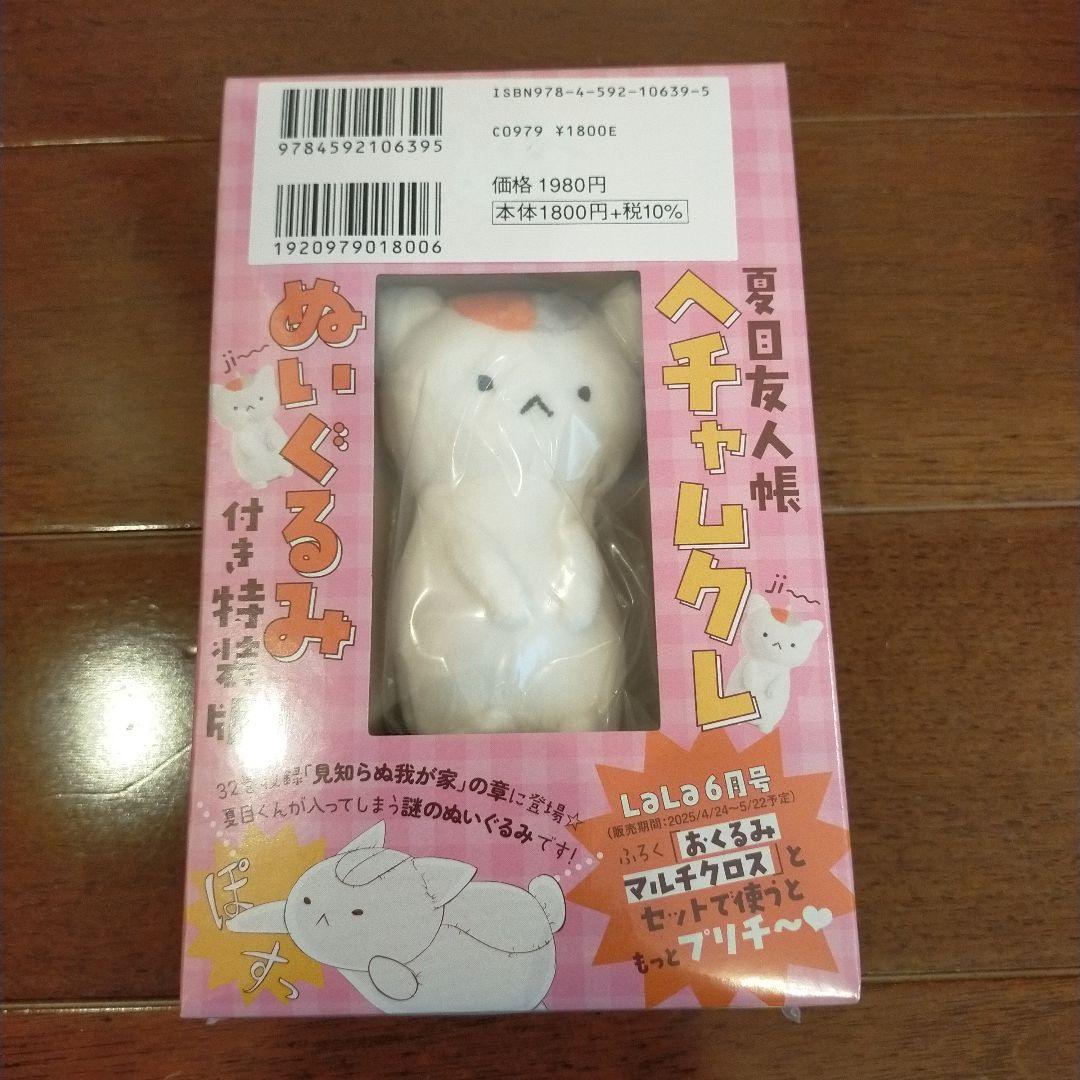 ISBN978-4-592-10639-5
C0979 ¥1800E
9784592106395
価格 1980円
本体1800円+税10%
1920979018006
夏目友人帳
ヘチャムクレ
ぬいぐるみ
付き特装版
ji~~
ji~~
32巻収録「見知らぬ我が家」の章に登場☆
夏目くんが入ってしまう謎のぬいぐるみです!
ぽすっ
LaLa6月号
(販売期間:2025/4/24~5/22予定)
ふろく「おくるみ
マルチクロス」と
セットで使うと
もっとプリチ~♥